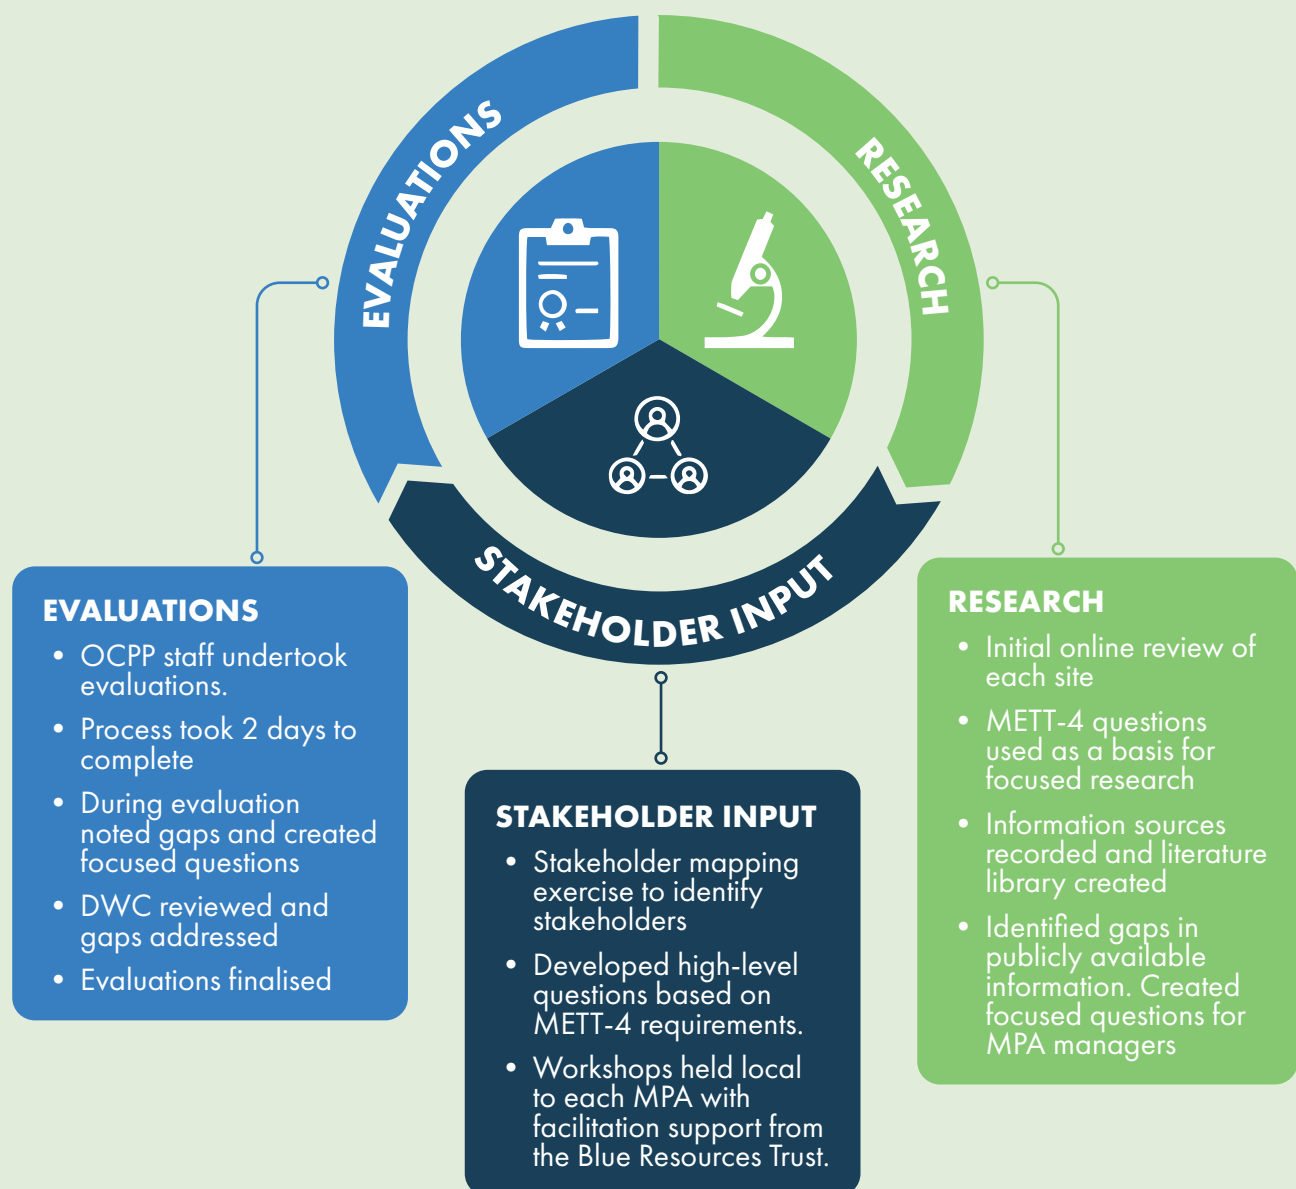 EVALUATIONS
RESEARCH
STAKEHOLDER INPUT
EVALUATIONS
• OCPP staff undertook
evaluations.
• Process took 2 days to
complete
• During evaluation
noted gaps and created
focused questions
• DWC reviewed and
gaps addressed
• Evaluations finalised
STAKEHOLDER INPUT
• Stakeholder mapping
exercise to identify
stakeholders
• Developed high-level
questions based on
METT-4 requirements.
• Workshops held local
to each MPA with
facilitation support from
the Blue Resources Trust.
RESEARCH
• Initial online review of
each site
• METT-4 questions
used as a basis for
focused research
• Information sources
recorded and literature
library created
• Identified gaps in
publicly available
information. Created
focused questions for
MPA managers